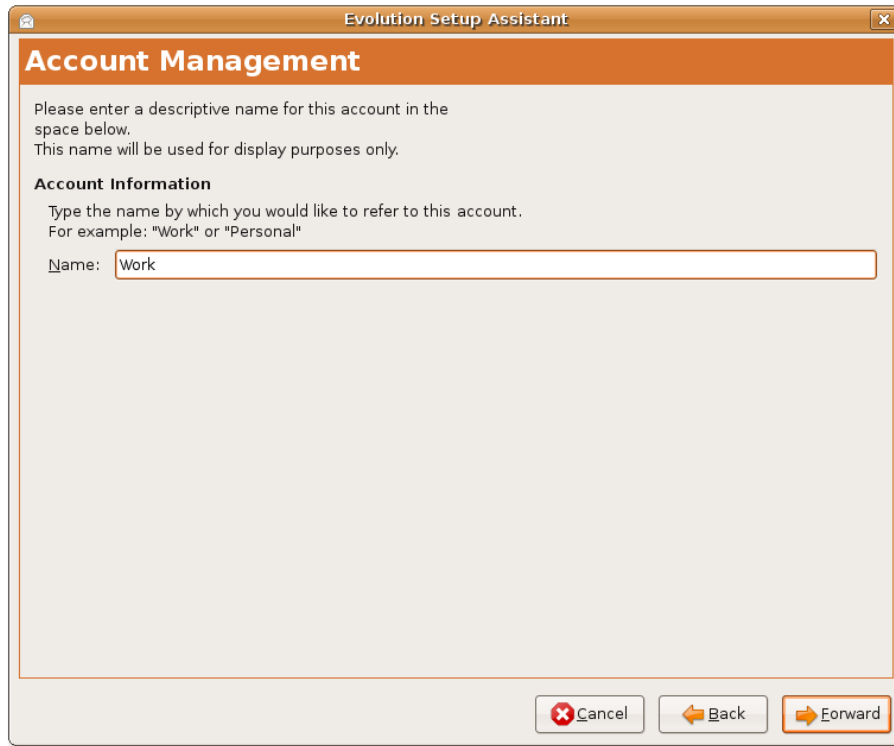 Evolution Setup Assistant
Account Management
Please enter a descriptive name for this account in the
space below.
This name will be used for display purposes only.
Account Information
Type the name by which you would like to refer to this account.
For example: "Work" or "Personal"
Name: Work
Cancel Back Forward